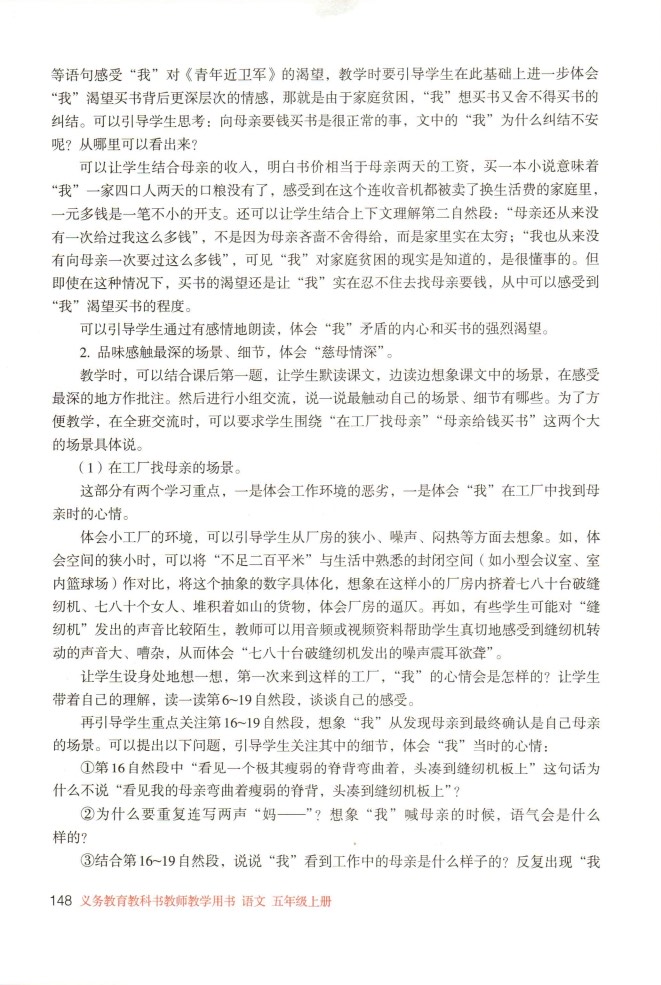 等语句感受“我”对《青年近卫军》的渴望，教学时要引导学生在此基础上进一步体会
“我”渴望买书背后更深层次的情感，那就是由于家庭贫困，“我”想买书又舍不得买书的
纠结。可以引导学生思考：向母亲要钱买书是很正常的事，文中的“我”为什么纠结不安
呢？从哪里可以看出来？
可以让学生结合母亲的收入，明白书价相当于母亲两天的工资，买一本小说意味着
“我”一家四口人两天的口粮没有了，感受到在这个连收音机都被卖了换生活费的家庭里，
一元多钱是一笔不小的开支。还可以让学生结合上下文理解第二自然段：“母亲还从来没
有一次给过我这么多钱”，不是因为母亲吝啬不舍得给，而是家里实在太穷；“我也从来没
有向母亲一次要过这么多钱”，可见“我”对家庭贫困的现实是知道的，是很懂事的。但
即使在这种情况下，买书的渴望还是让“我”实在忍不住去找母亲要钱，从中可以感受到
“我”渴望买书的程度。
可以引导学生通过有感情地朗读，体会“我”矛盾的内心和买书的强烈渴望。
2. 品味感触最深的场景、细节，体会“慈母情深”。
教学时，可以结合课后第一题，让学生默读课文，边读边想象课文中的场景，在感受
最深的地方作批注。然后进行小组交流，说一说最触动自己的场景、细节有哪些。为了方
便教学，在全班交流时，可以要求学生围绕“在工厂找母亲”“母亲给钱买书”这两个大
的场景具体说。
（1）在工厂找母亲的场景。
这部分有两个学习重点，一是体会工作环境的恶劣，一是体会“我”在工厂中找到母
亲时的心情。
体会小工厂的环境，可以引导学生从厂房的狭小、噪声、闷热等方面去想象。如，体
会空间的狭小时，可以将“不足二百平米”与生活中熟悉的封闭空间（如小型会议室、室
内篮球场）作对比，将这个抽象的数字具体化，想象在这样小的厂房内挤着七八十台破缝
纫机、七八十个女人、堆积着如山的货物，体会厂房的逼仄。再如，有些学生可能对“缝
纫机”发出的声音比较陌生，教师可以用音频或视频资料帮助学生真切地感受到缝纫机转
动的声音大、嘈杂，从而体会“七八十台破缝纫机发出的噪声震耳欲聋”。
让学生设身处地想一想，第一次来到这样的工厂，“我”的心情会是怎样的？让学生
带着自己的理解，读一读第6~19自然段，谈谈自己的感受。
再引导学生重点关注第16~19自然段，想象“我”从发现母亲到最终确认是自己母亲
的场景。可以提出以下问题，引导学生关注其中的细节，体会“我”当时的心情：
①第16自然段中“看见一个极其瘦弱的脊背弯曲着，头凑到缝纫机板上”这句话为
什么不说“看见我的母亲弯曲着瘦弱的脊背，头凑到缝纫机板上”？
②为什么要重复连写两声“妈——”？想象“我”喊母亲的时候，语气会是什么
样的？
③结合第16~19自然段，说说“我”看到工作中的母亲是什么样子的？反复出现“我
148 义务教育教科书教师教学用书 语文 五年级上册